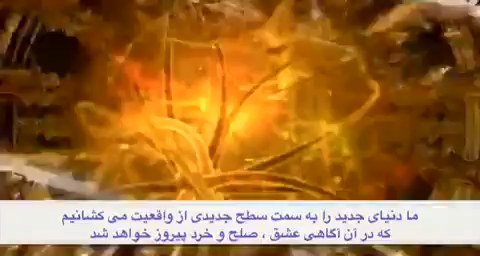 ما دنیای جدید را به سمت سطح جدیدی از واقعیت می کشانیم
که در آن آگاهی عشق ، صلح و خرد پیروز خواهد شد